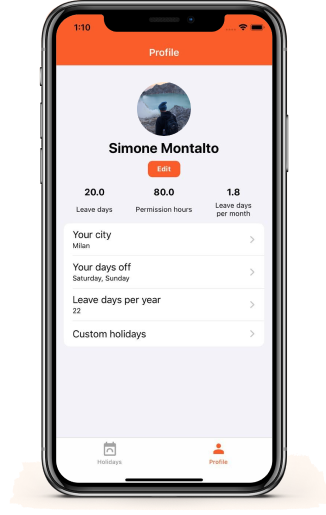 1:10
Profile
Simone Montalto
Edit
20.0 80.0 1.8
Leave days Permission hours Leave days
per month
Your city
Milan
Your days off
Saturday, Sunday
Leave days per year
22
Custom holidays
Holidays Profile